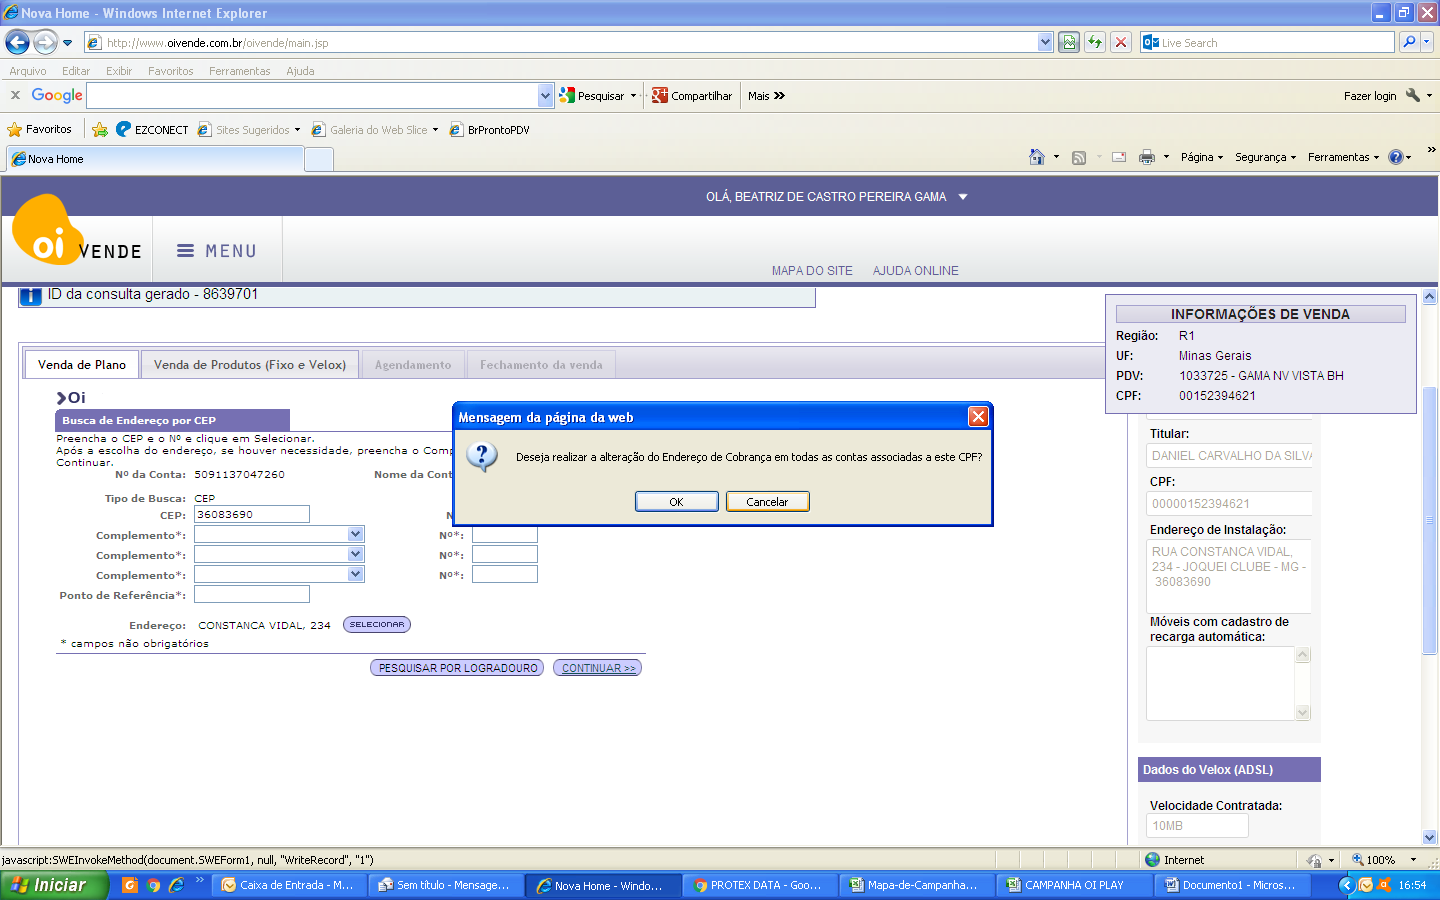 Nova Home - Windows Internet Explorer
http://www.oivende.com.br/oivende/main.jsp
Live Search
Arquivo Editar Exibir Favoritos Ferramentas Ajuda
x Google Pesquisar Compartilhar Mais »
Fazer login
Favoritos EZCONECT Sites Sugeridos Galeria do Web Slice BrProntoPDV
Nova Home
Página Segurança Ferramentas »
OLÁ, BEATRIZ DE CASTRO PEREIRA GAMA
oi VENDE
MENU
MAPA DO SITE AJUDA ONLINE
ID da consulta gerado - 8639701
INFORMAÇÕES DE VENDA
Região: R1
UF: Minas Gerais
PDV: 1033725 - GAMA NV VISTA BH
CPF: 00152394621
Venda de Plano Venda de Produtos (Fixo e Velox) Agendamento Fechamento da venda
Oi
Busca de Endereço por CEP
Preencha o CEP e o Nº e clique em Selecionar.
Após a escolha do endereço, se houver necessidade, preencha o Comp
Continuar.
Nº da Conta: 5091137047260 Nome da Cont
Tipo de Busca: CEP
CEP: 36083690
Complemento*: Nº*:
Complemento*: Nº*:
Complemento*: Nº*:
Ponto de Referência*:
Endereço: CONSTANCA VIDAL, 234 SELECIONAR
* campos não obrigatórios
PESQUISAR POR LOGRADOURO CONTINUAR >>
Mensagem da página da web
Deseja realizar a alteração do Endereço de Cobrança em todas as contas associadas a este CPF?
OK Cancelar
Titular:
DANIEL CARVALHO DA SILVA
CPF:
00000152394621
Endereço de Instalação:
RUA CONSTANCA VIDAL,
234 - JOQUEI CLUBE - MG -
36083690
Móveis com cadastro de
recarga automática:
Dados do Velox (ADSL)
Velocidade Contratada:
10MB
javascript:SWEInvokeMethod(document.SWEForm1, null, "WriteRecord", "1")
Internet 100%
Iniciar » Caixa de Entrada - M... Sem título - Mensage... Nova Home - Windo... PROTEX DATA - Goo... Mapa-de-Campanha... CAMPANHA OI PLAY Documento1 - Micros... 16:54